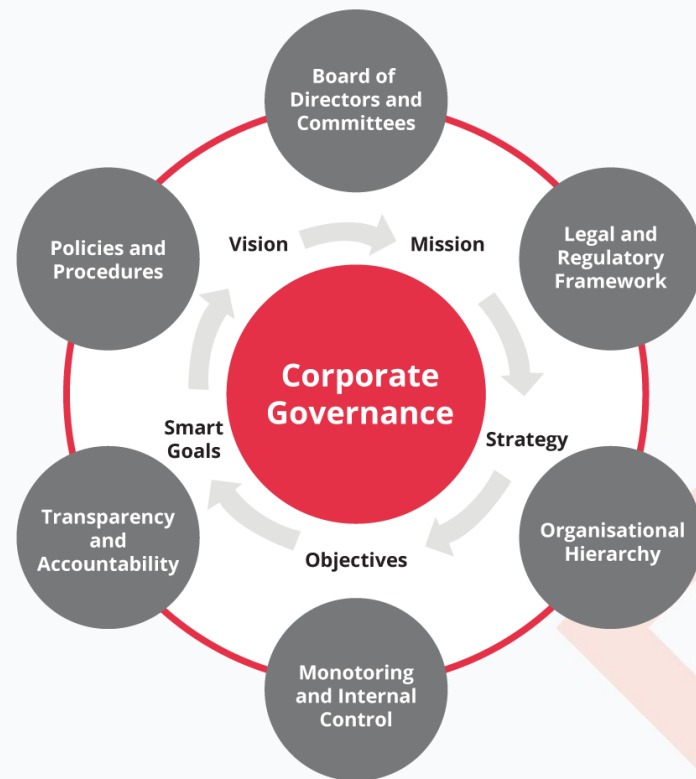 Board of
Directors and
Committees
Policies and
Procedures
Vision
Mission
Legal and
Regulatory
Framework
Corporate
Governance
Smart
Goals
Strategy
Transparency
and
Accountability
Objectives
Organisational
Hierarchy
Monotoring
and Internal
Control